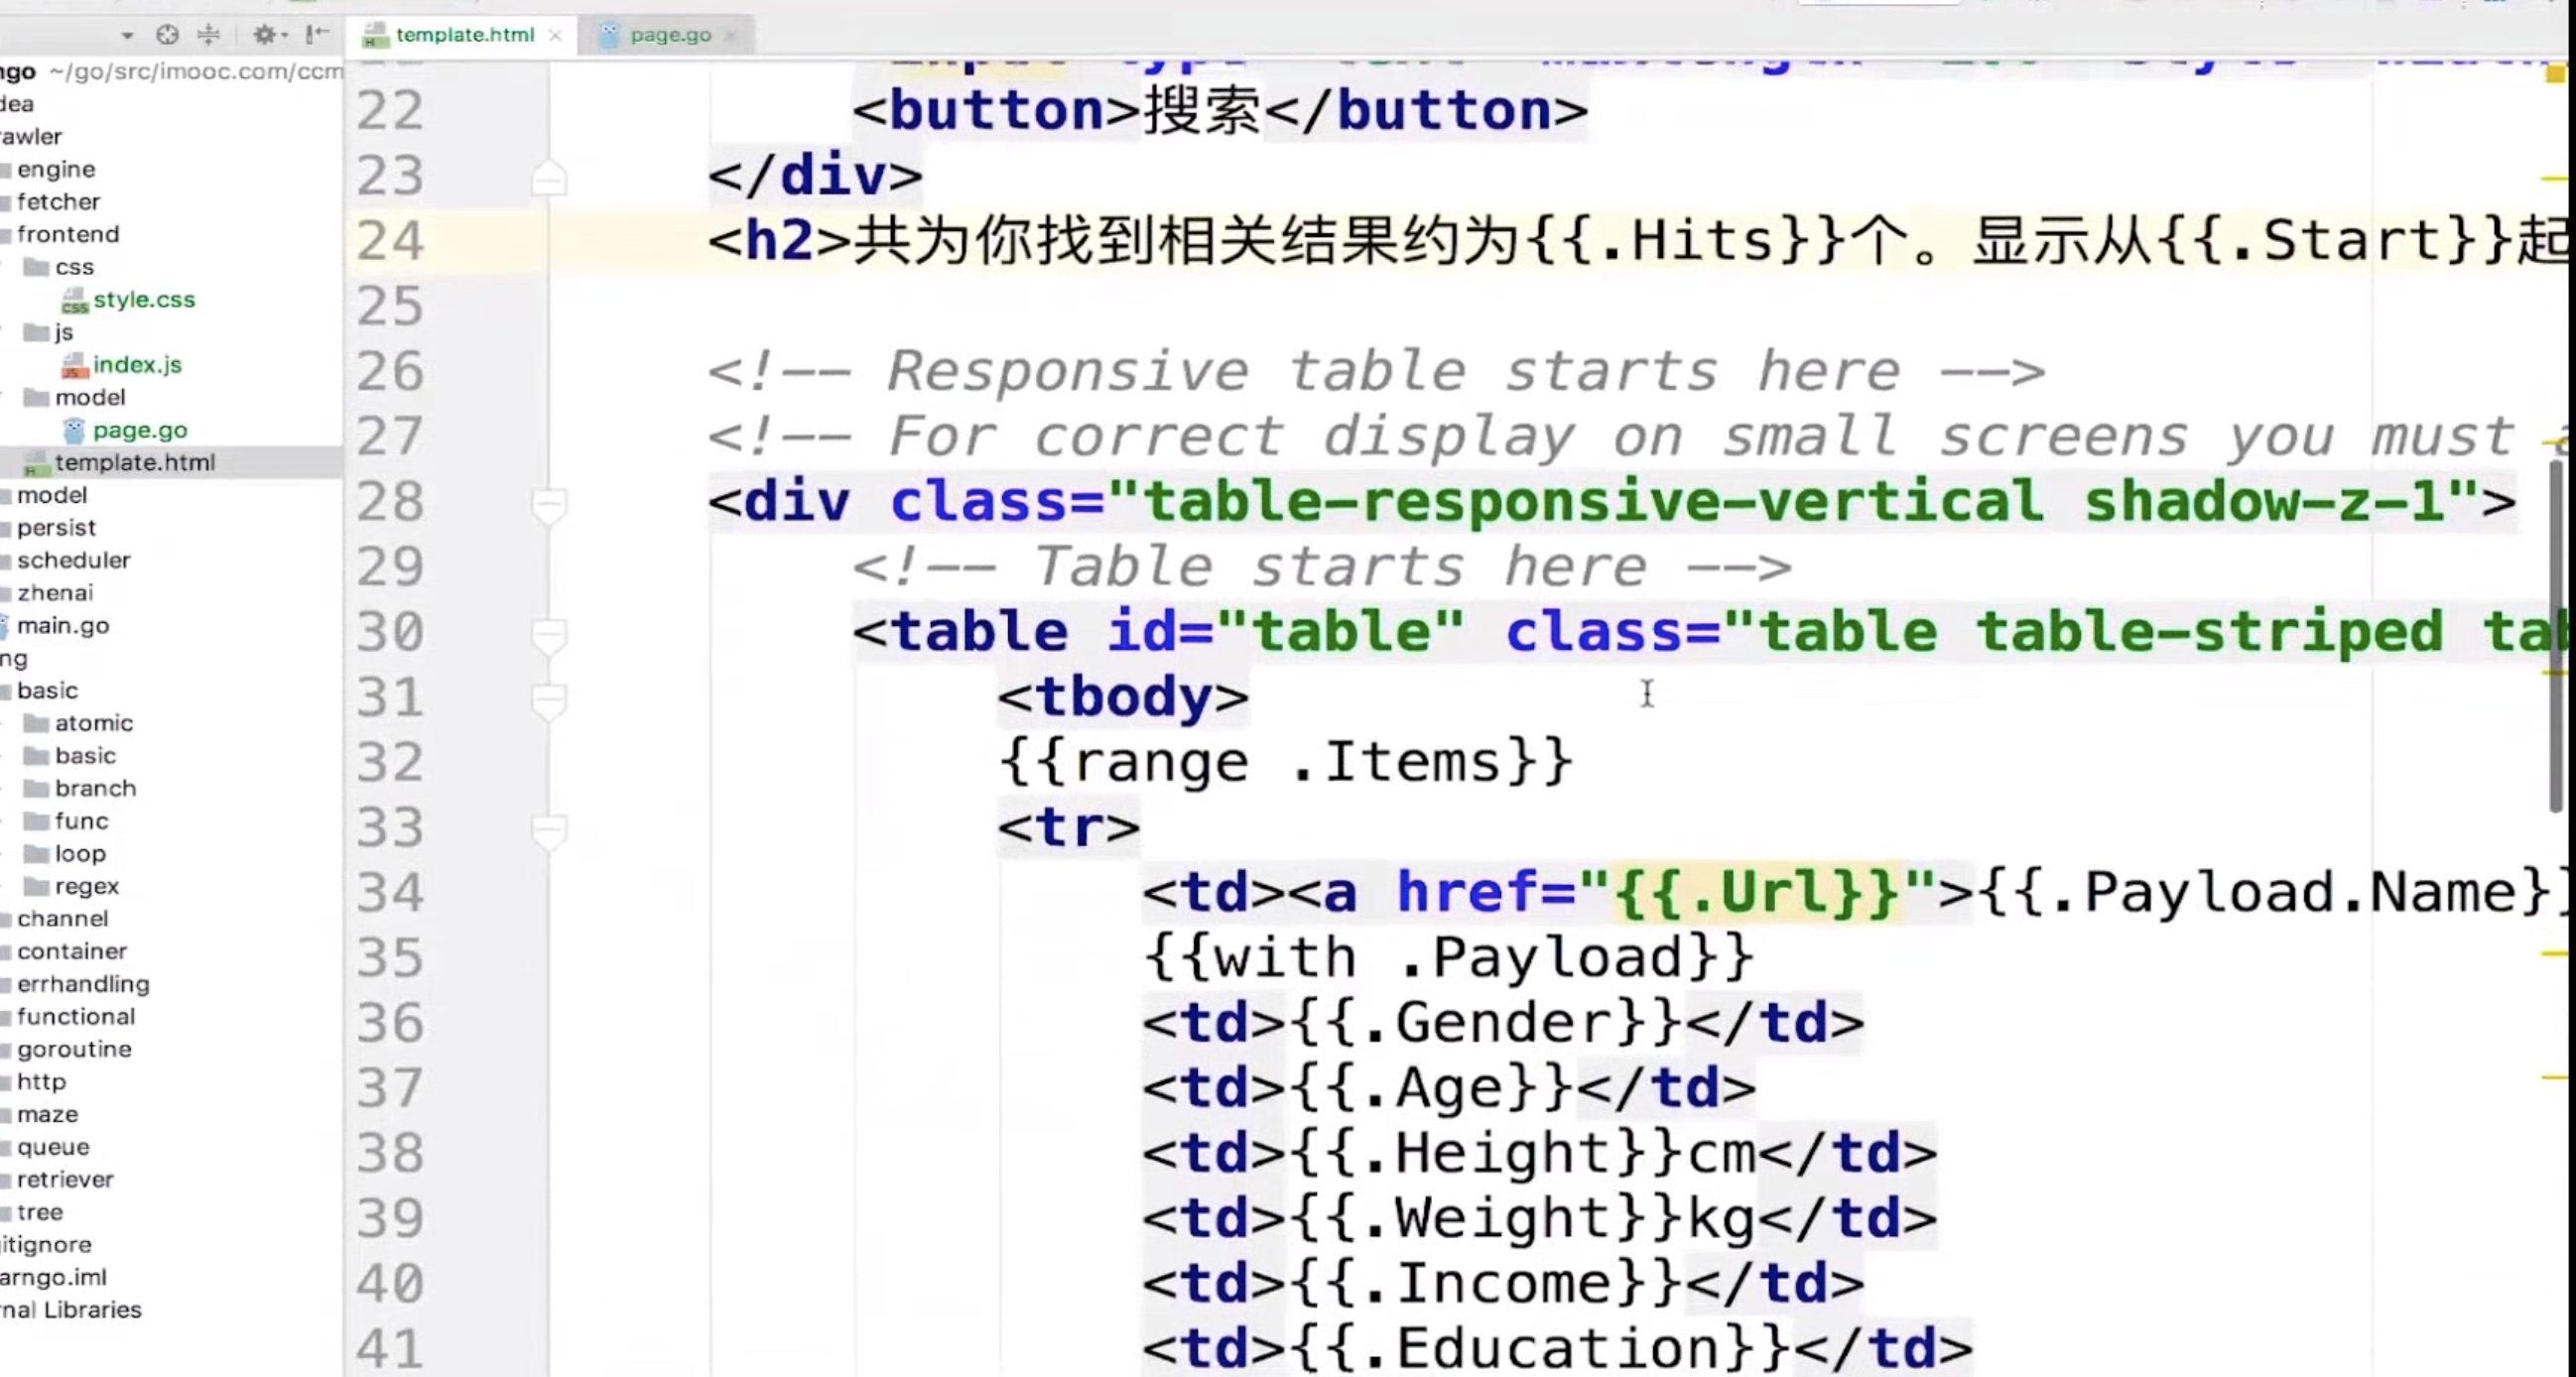 template.html
page.go
ngo ~/go/src/imooc.com/ccm
dea
rawler
engine
fetcher
frontend
css
style.css
js
index.js
model
page.go
template.html
model
persist
scheduler
zhenai
main.go
ng
basic
atomic
basic
branch
func
loop
regex
channel
container
errhandling
functional
goroutine
http
maze
queue
retriever
tree
itignore
arngo.iml
nal Libraries
22 <button>搜索</button>
23 </div>
24 <h2>共为你找到相关结果约为{{.Hits}}个。显示从{{.Start}}起
25
26 <!-- Responsive table starts here -->
27 <!-- For correct display on small screens you must
28 <div class="table-responsive-vertical shadow-z-1">
29 <!-- Table starts here -->
30 <table id="table" class="table table-striped tab
31 <tbody>
32 {{range .Items}}
33 <tr>
34 <td><a href="{{.Url}}">{{.Payload.Name}}
35 {{with .Payload}}
36 <td>{{.Gender}}</td>
37 <td>{{.Age}}</td>
38 <td>{{.Height}}cm</td>
39 <td>{{.Weight}}kg</td>
40 <td>{{.Income}}</td>
41 <td>{{.Education}}</td>